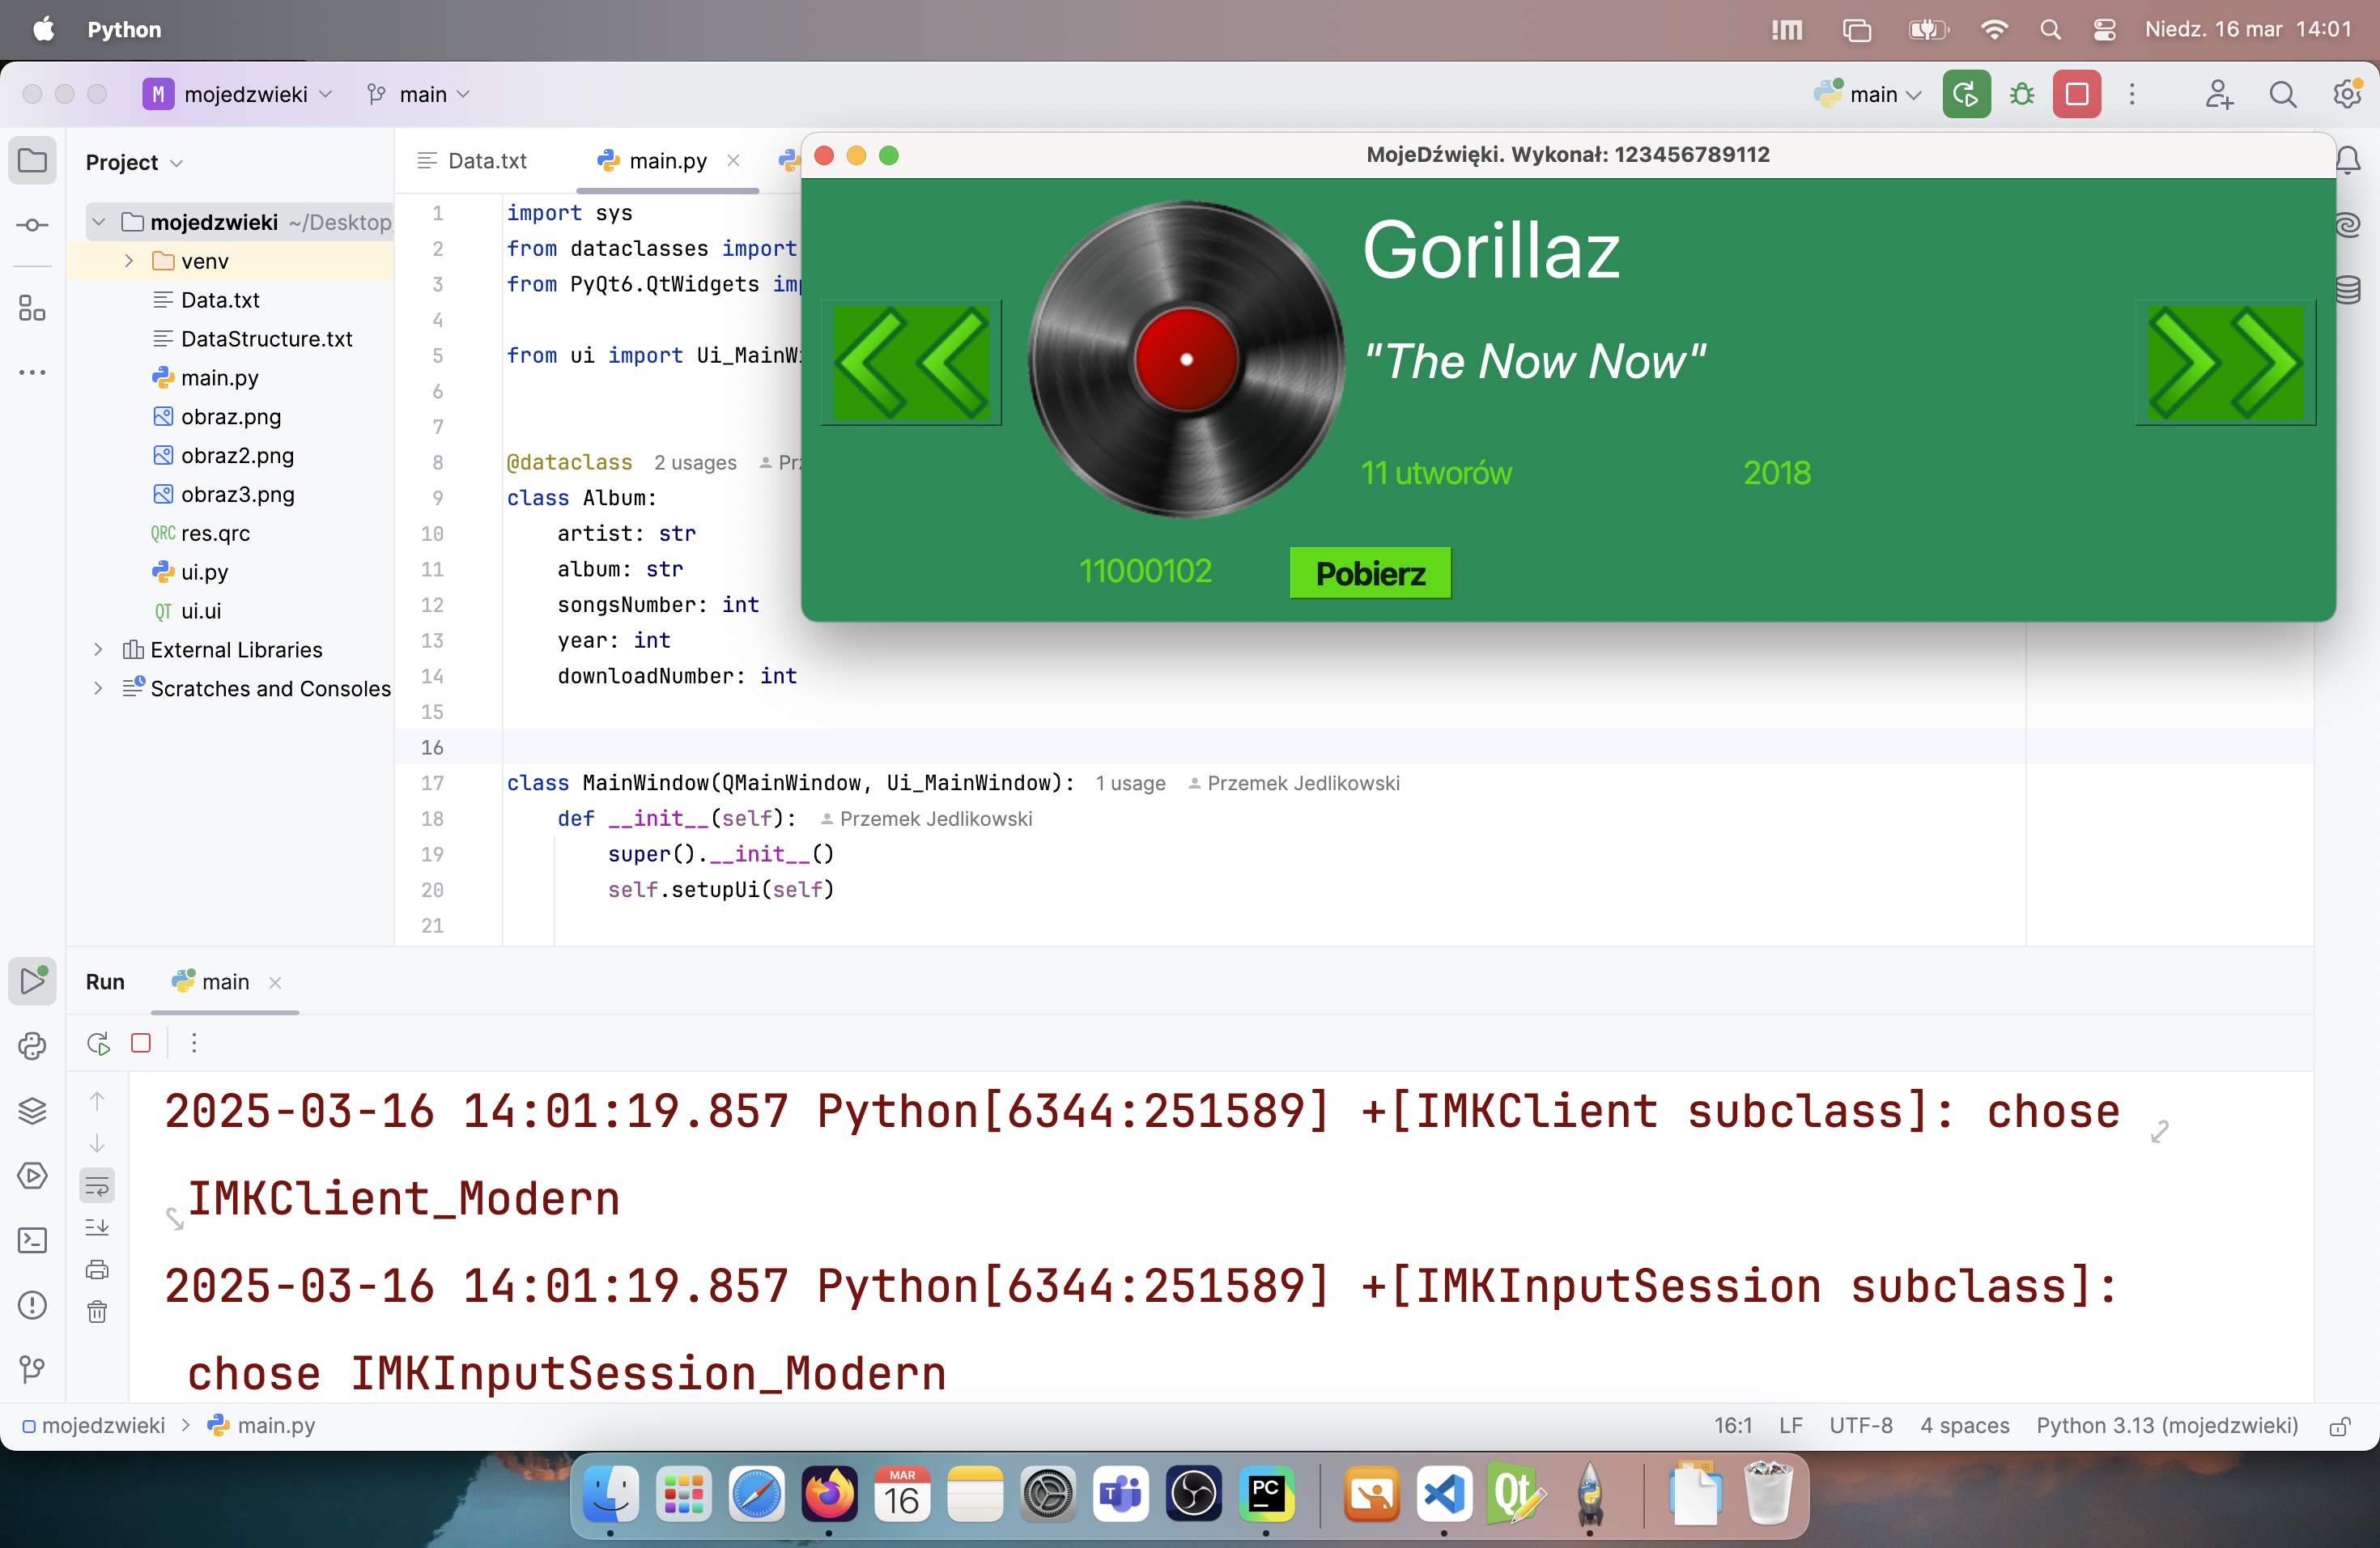 Python
Niedz. 16 mar 14:01
M mojedzwieki main
main
Project
Data.txt main.py
MojeDźwięki. Wykonał: 123456789112
mojedzwieki ~/Desktop
venv
Data.txt
DataStructure.txt
main.py
obraz.png
obraz2.png
obraz3.png
QRC res.qrc
ui.py
QT ui.ui
External Libraries
Scratches and Consoles
1 import sys
2 from dataclasses import
3 from PyQt6.QtWidgets
4
5 from ui import
6
7
8 @dataclass 2 usages
9 class Album:
10 artist: str
11 album: str
12 songsNumber: int
13 year: int
14 downloadNumber: int
15
16
17 class MainWindow(QMainWindow, Ui_MainWindow): 1 usage Przemek Jedlikowski
18 def __init__(self): Przemek Jedlikowski
19 super().__init__()
20 self.setupUi(self)
21
Gorillaz
"The Now Now"
11 utworów 2018
11000102 Pobierz
Run main
2025-03-16 14:01:19.857 Python[6344:251589] +[IMKClient subclass]: chose
IMKClient_Modern
2025-03-16 14:01:19.857 Python[6344:251589] +[IMKInputSession subclass]:
chose IMKInputSession_Modern
mojedzwieki main.py
16:1 LF UTF-8 4 spaces Python 3.13 (mojedzwieki)
MAR
16
T
PC
Qt